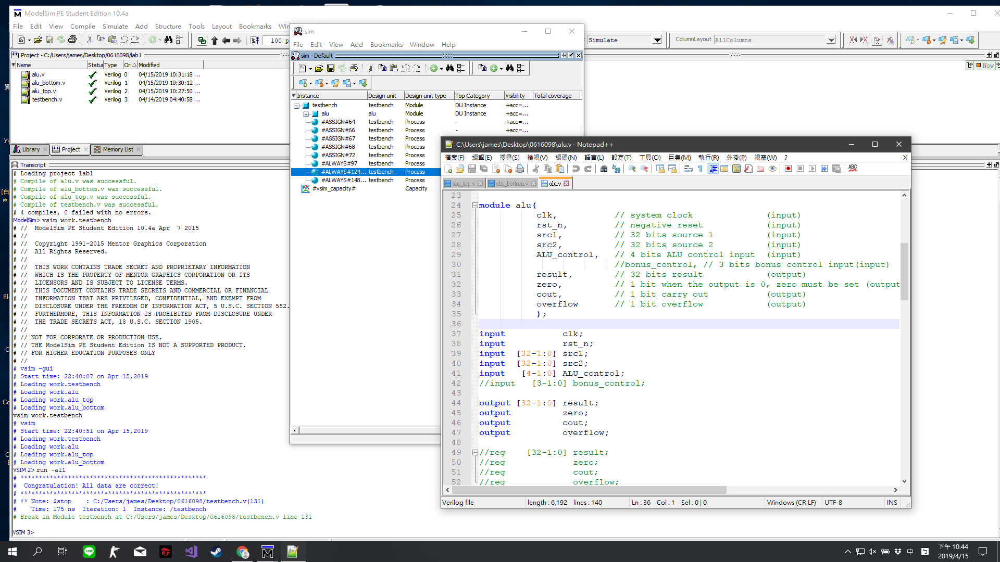 ModelSim PE Student Edition 10.4a
File Edit View Compile Simulate Add Structure Tools Layout Bookmarks
100
Simulate
ColumnLayout AllColumns
Project - C:/Users/james/Desktop/0616098/lab1
Name Status Type Modified
alu.v Verilog 0 04/15/2019 10:31:18 ...
alu_bottom.v Verilog 1 04/15/2019 10:30:12 ...
alu_top.v Verilog 2 04/15/2019 10:27:50 ...
testbench.v Verilog 3 04/14/2019 04:40:58 ...
Now
Library Project Memory List
Transcript
# Loading project lab1
# Compile of alu.v was successful.
# Compile of alu_bottom.v was successful.
# Compile of alu_top.v was successful.
# Compile of testbench.v was successful.
# 4 compiles, 0 failed with no errors.
ModelSim> vsim work.testbench
# //  ModelSim PE Student Edition 10.4a Apr  7 2015
# //
# //  Copyright 1991-2015 Mentor Graphics Corporation
# //  All Rights Reserved.
# //
# //  THIS WORK CONTAINS TRADE SECRET AND PROPRIETARY INFORMATION
# //  WHICH IS THE PROPERTY OF MENTOR GRAPHICS CORPORATION OR ITS
# //  LICENSORS AND IS SUBJECT TO LICENSE TERMS.
# //  THIS DOCUMENT CONTAINS TRADE SECRETS AND COMMERCIAL OR FINANCIAL
# //  INFORMATION THAT ARE PRIVILEGED, CONFIDENTIAL, AND EXEMPT FROM
# //  DISCLOSURE UNDER THE FREEDOM OF INFORMATION ACT, 5 U.S.C. SECTION 552.
# //  FURTHERMORE, THIS INFORMATION IS PROHIBITED FROM DISCLOSURE UNDER
# //  THE TRADE SECRETS ACT, 18 U.S.C. SECTION 1905.
# //
# // NOT FOR CORPORATE OR PRODUCTION USE.
# // THE ModelSim PE Student Edition IS NOT A SUPPORTED PRODUCT.
# // FOR HIGHER EDUCATION PURPOSES ONLY
# //
# vsim -gui
# Start time: 22:40:07 on Apr 15,2019
# Loading work.testbench
# Loading work.alu
# Loading work.alu_top
# Loading work.alu_bottom
vsim work.testbench
# vsim
# Start time: 22:40:51 on Apr 15,2019
# Loading work.testbench
# Loading work.alu
# Loading work.alu_top
# Loading work.alu_bottom
VSIM 2> run -all
# ***************************************************
#  Congratulation! All data are correct!
# ***************************************************
# ** Note: $stop    : C:/Users/james/Desktop/0616098/testbench.v(131)
#    Time: 175 ns  Iteration: 1  Instance: /testbench
# Break in Module testbench at C:/Users/james/Desktop/0616098/testbench.v line 131
VSIM 3>
sim
File Edit View Add Bookmarks Window Help
sim - Default
Instance Design unit Design unit type Top Category Visibility Total coverage
testbench testbench Module DU Instance +acc=...
alu alu Module DU Instance +acc=...
#ASSIGN#64 testbench Process - +acc=...
#ASSIGN#66 testbench Process - +acc=...
#ASSIGN#67 testbench Process
#ASSIGN#68 testbench Process
#ASSIGN#72 testbench Process
#ALWAYS#97 testbench Process
#ALWAYS#124... testbench Process
#ALWAYS#148... testbench Process
#vsim_capacity# Capacity
C:\Users\james\Desktop\0616098\alu.v - Notepad++
檔案(F) 編輯(E) 搜尋(S) 檢視(V) 編碼(N) 語言(L) 設定(T) 工具(O) 巨集(M) 執行(R) 外掛(P) 視窗(W) ? X
alu_top.v alu_bottom.v alu.v
23
24 module alu(
25 clk, // system clock (input)
26 rst_n, // negative reset (input)
27 src1, // 32 bits source 1 (input)
28 src2, // 32 bits source 2 (input)
29 ALU_control, // 4 bits ALU control input (input)
30 //bonus_control, // 3 bits bonus control input(input)
31 result, // 32 bits result (output)
32 zero, // 1 bit when the output is 0, zero must be set (output
33 cout, // 1 bit carry out (output)
34 overflow // 1 bit overflow (output)
35 );
36
37 input clk;
38 input rst_n;
39 input [32-1:0] src1;
40 input [32-1:0] src2;
41 input [4-1:0] ALU_control;
42 //input [3-1:0] bonus_control;
43
44 output [32-1:0] result;
45 output zero;
46 output cout;
47 output overflow;
48
49 //reg [32-1:0] result;
50 //reg zero;
51 //reg cout;
52 //reg overflow;
Verilog file length : 6,192 lines : 140 Ln : 36 Col : 1 Sel : 0 | 0 Windows (CR LF) UTF-8 INS
中
下午 10:44
2019/4/15